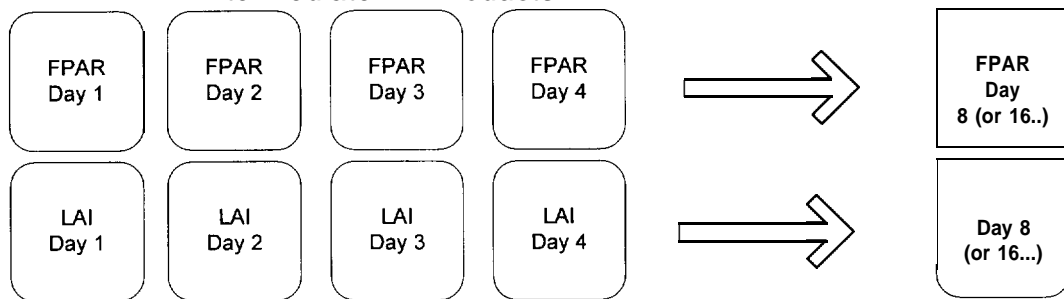 FPAR
Day 1
FPAR
Day 2
FPAR
Day 3
FPAR
Day 4
FPAR
Day
8 (or 16..)
LAI
Day 1
LAI
Day 2
LAI
Day 3
LAI
Day 4
Day 8
(or 16...)